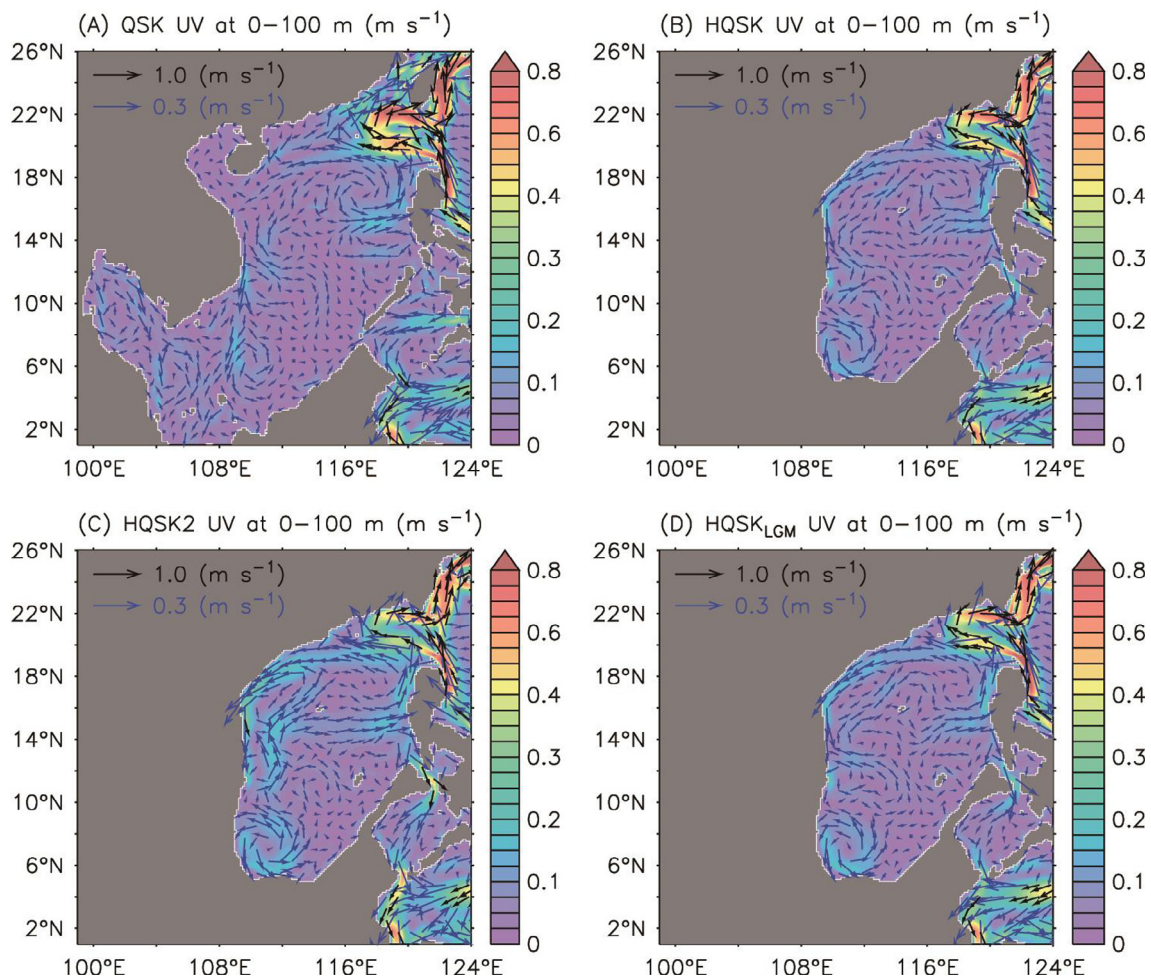 (A) QSK UV at 0–100 m (m s⁻¹)
26°N
22°N
18°N
14°N
10°N
6°N
2°N
1.0 (m s⁻¹)
0.3 (m s⁻¹)
0.8
0.6
0.4
0.3
0.2
0.1
0
100°E 108°E 116°E 124°E
(B) HQSK UV at 0–100 m (m s⁻¹)
26°N
22°N
18°N
14°N
10°N
6°N
2°N
1.0 (m s⁻¹)
0.3 (m s⁻¹)
0.8
0.6
0.4
0.3
0.2
0.1
0
100°E 108°E 116°E 124°E
(C) HQSK2 UV at 0–100 m (m s⁻¹)
26°N
22°N
18°N
14°N
10°N
6°N
2°N
1.0 (m s⁻¹)
0.3 (m s⁻¹)
0.8
0.6
0.4
0.3
0.2
0.1
0
100°E 108°E 116°E 124°E
(D) HQSK_LGM UV at 0–100 m (m s⁻¹)
26°N
22°N
18°N
14°N
10°N
6°N
2°N
1.0 (m s⁻¹)
0.3 (m s⁻¹)
0.8
0.6
0.4
0.3
0.2
0.1
0
100°E 108°E 116°E 124°E